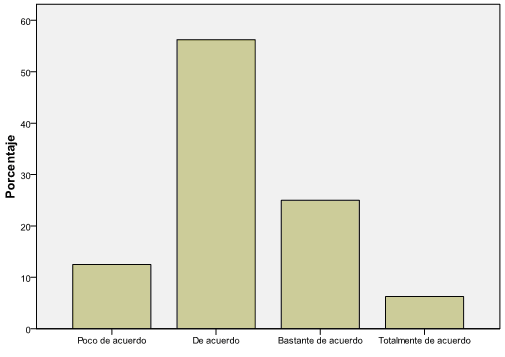 60
50
40
30
20
10
0
Porcentaje
Poco de acuerdo
De acuerdo
Bastante de acuerdo
Totalmente de acuerdo